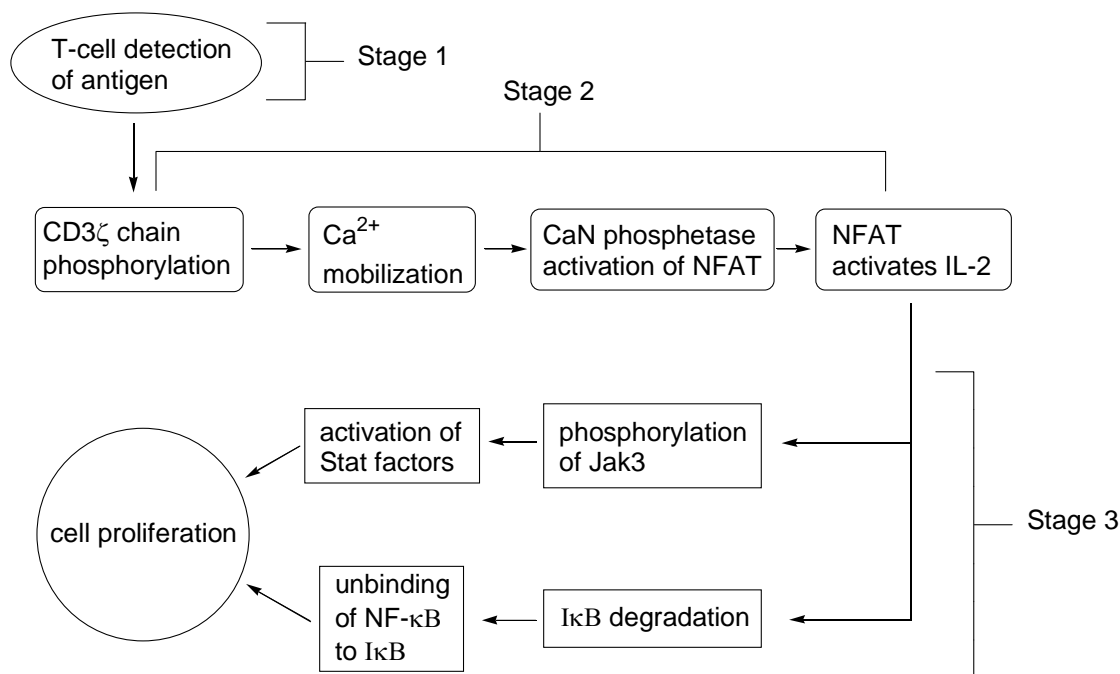 T-cell detection
of antigen
Stage 1
Stage 2
CD3ζ chain
phosphorylation
Ca2+
mobilization
CaN phosphetase
activation of NFAT
NFAT
activates IL-2
activation of
Stat factors
phosphorylation
of Jak3
cell proliferation
Stage 3
unbinding
of NF-κB
to IκB
IκB degradation